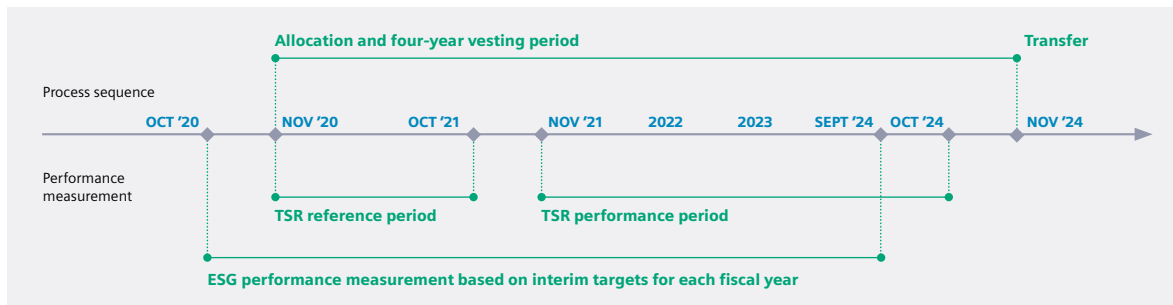 Allocation and four-year vesting period
Transfer
Process sequence
OCT ’20
NOV ’20
OCT ’21
NOV ’21
2022
2023
SEPT ’24
OCT ’24
NOV ’24
Performance
measurement
TSR reference period
TSR performance period
ESG performance measurement based on interim targets for each fiscal year